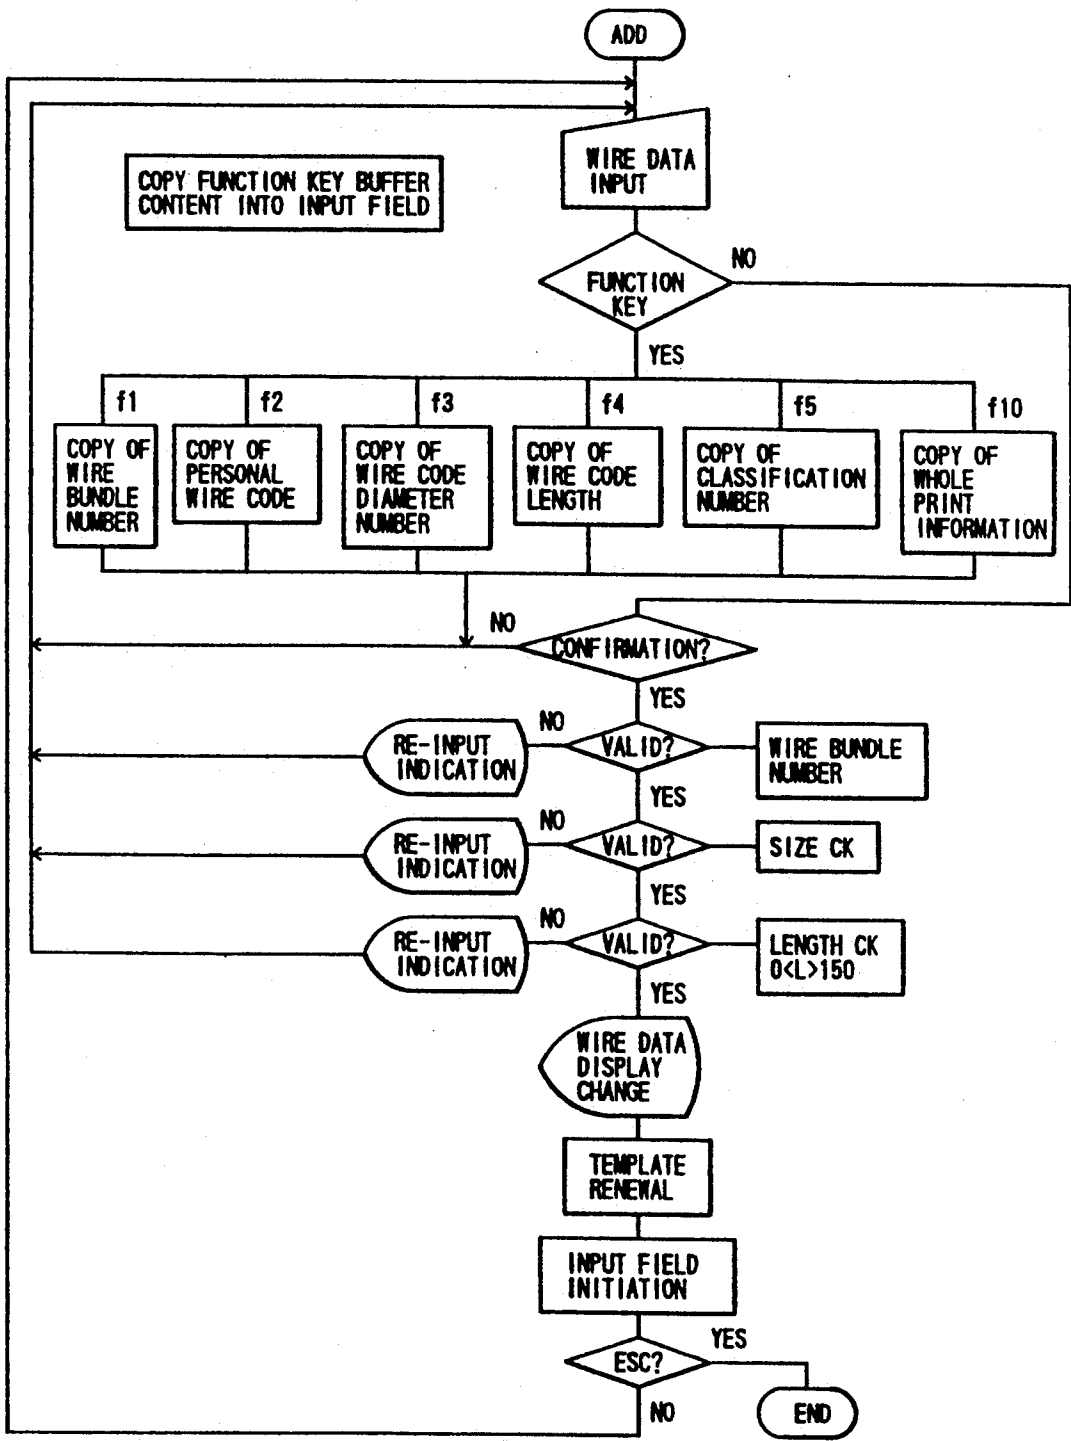 ADD
WIRE DATA
INPUT
COPY FUNCTION KEY BUFFER
CONTENT INTO INPUT FIELD
FUNCTION
KEY
NO
YES
f1
f2
f3
f4
f5
f10
COPY OF
WIRE
BUNDLE
NUMBER
COPY OF
PERSONAL
WIRE CODE
COPY OF
WIRE CODE
DIAMETER
NUMBER
COPY OF
WIRE CODE
LENGTH
COPY OF
CLASSIFICATION
NUMBER
COPY OF
WHOLE
PRINT
INFORMATION
NO
CONFIRMATION?
YES
RE-INPUT
INDICATION
NO
VALID?
WIRE BUNDLE
NUMBER
YES
RE-INPUT
INDICATION
NO
VALID?
SIZE CK
YES
RE-INPUT
INDICATION
NO
VALID?
LENGTH CK
0<L>150
YES
WIRE DATA
DISPLAY
CHANGE
TEMPLATE
RENEWAL
INPUT FIELD
INITIATION
ESC?
YES
NO
END